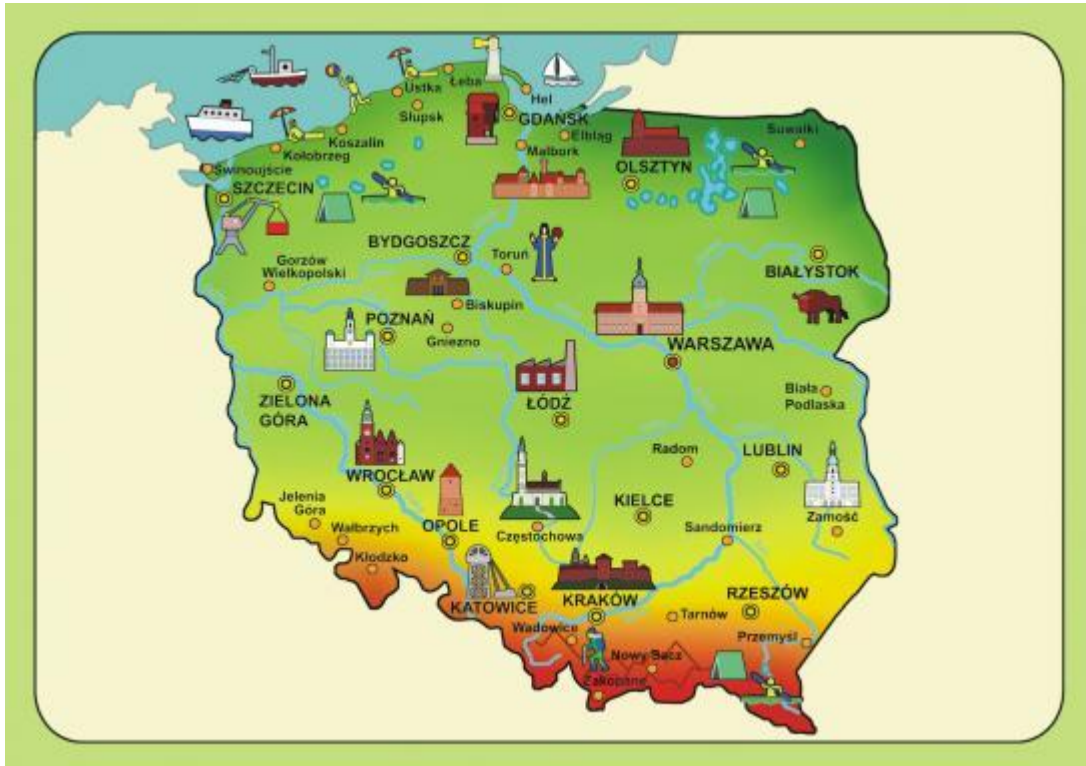 Łeba
Ustka
Hel
Słupsk
GDAŃSK
Koszalin
Elbląg
Suwałki
Kołobrzeg
Malbork
Świnoujście
OLSZTYN
SZCZECIN
BYDGOSZCZ
Toruń
BIAŁYSTOK
Gorzów
Wielkopolski
Biskupin
POZNAŃ
Gniezno
WARSZAWA
Biała
Podlaska
ZIELONA
GÓRA
ŁÓDŹ
Radom
LUBLIN
WROCŁAW
Jelenia
Góra
KIELCE
Zamość
OPOLE
Wałbrzych
Częstochowa
Sandomierz
Kłodzko
KATOWICE
KRAKÓW
RZESZÓW
Tarnów
Wadowice
Przemyśl
Nowy Sącz
Zakopane